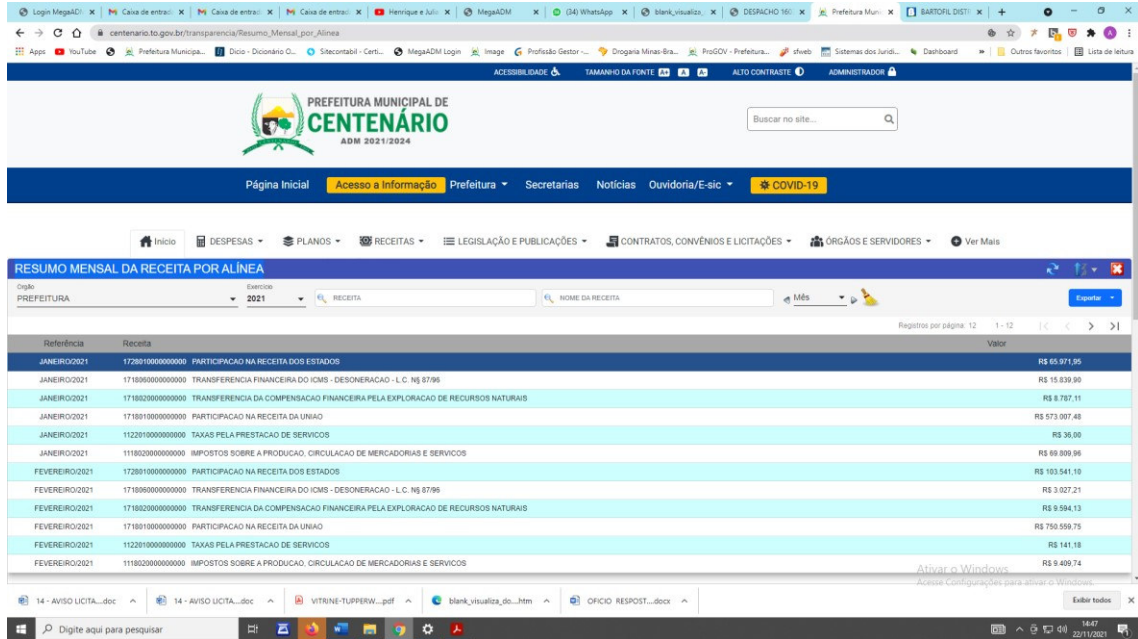 Login MegaADM
Caixa de entrad
Caixa de entrad
Caixa de entrad
Henrique e Juli
MegaADM
(34) WhatsApp
blank_visualiza_
DESPACHO 160
Prefeitura Muni
BARTOFIL DISTI
centenario.to.gov.br/transparencia/Resumo_Mensal_por_Alinea
Apps YouTube Prefeitura Municipa... Dicio - Dicionário O... Sitecontabil - Certi... MegaADM Login Image Profissão Gestor -... Drogaria Minas-Bra... ProGOV - Prefeitura... sfweb Sistemas dos Juridi... Dashboard » Outros favoritos Lista de leitura
ACESSIBILIDADE TAMANHO DA FONTE A+ A A- ALTO CONTRASTE ADMINISTRADOR
PREFEITURA MUNICIPAL DE
CENTENÁRIO
ADM 2021/2024
Buscar no site...
Página Inicial Acesso a Informação Prefeitura Secretarias Notícias Ouvidoria/E-sic COVID-19
Início DESPESAS PLANOS RECEITAS LEGISLAÇÃO E PUBLICAÇÕES CONTRATOS, CONVÊNIOS E LICITAÇÕES ÓRGÃOS E SERVIDORES Ver Mais
RESUMO MENSAL DA RECEITA POR ALÍNEA
Orgão Exercicio
PREFEITURA 2021 RECEITA NOME DA RECEITA Mês Exportar
Registros por página: 12 1 - 12
Referência Receita Valor
JANEIRO/2021 1728010000000000 PARTICIPACAO NA RECEITA DOS ESTADOS R$ 65.971,95
JANEIRO/2021 1718060000000000 TRANSFERENCIA FINANCEIRA DO ICMS - DESONERACAO - L.C. N§ 87/96 R$ 15.839,90
JANEIRO/2021 1718020000000000 TRANSFERENCIA DA COMPENSACAO FINANCEIRA PELA EXPLORACAO DE RECURSOS NATURAIS R$ 8.787,11
JANEIRO/2021 1718010000000000 PARTICIPACAO NA RECEITA DA UNIAO R$ 573.007,48
JANEIRO/2021 1122010000000000 TAXAS PELA PRESTACAO DE SERVICOS R$ 36,00
JANEIRO/2021 1118020000000000 IMPOSTOS SOBRE A PRODUCAO, CIRCULACAO DE MERCADORIAS E SERVICOS R$ 69.809,96
FEVEREIRO/2021 1728010000000000 PARTICIPACAO NA RECEITA DOS ESTADOS R$ 103.541,10
FEVEREIRO/2021 1718060000000000 TRANSFERENCIA FINANCEIRA DO ICMS - DESONERACAO - L.C. N§ 87/96 R$ 3.027,21
FEVEREIRO/2021 1718020000000000 TRANSFERENCIA DA COMPENSACAO FINANCEIRA PELA EXPLORACAO DE RECURSOS NATURAIS R$ 9.594,13
FEVEREIRO/2021 1718010000000000 PARTICIPACAO NA RECEITA DA UNIAO R$ 750.559,75
FEVEREIRO/2021 1122010000000000 TAXAS PELA PRESTACAO DE SERVICOS R$ 141,18
FEVEREIRO/2021 1118020000000000 IMPOSTOS SOBRE A PRODUCAO, CIRCULACAO DE MERCADORIAS E SERVICOS R$ 9.409,74
Ativar o Windows
Acesse Configurações para ativar o Windows.
14 - AVISO LICITA....doc 14 - AVISO LICITA....doc VITRINE-TUPPERW....pdf blank_visualiza_do....htm OFICIO RESPOST....docx Exibir todos
Digite aqui para pesquisar
14:47
22/11/2021